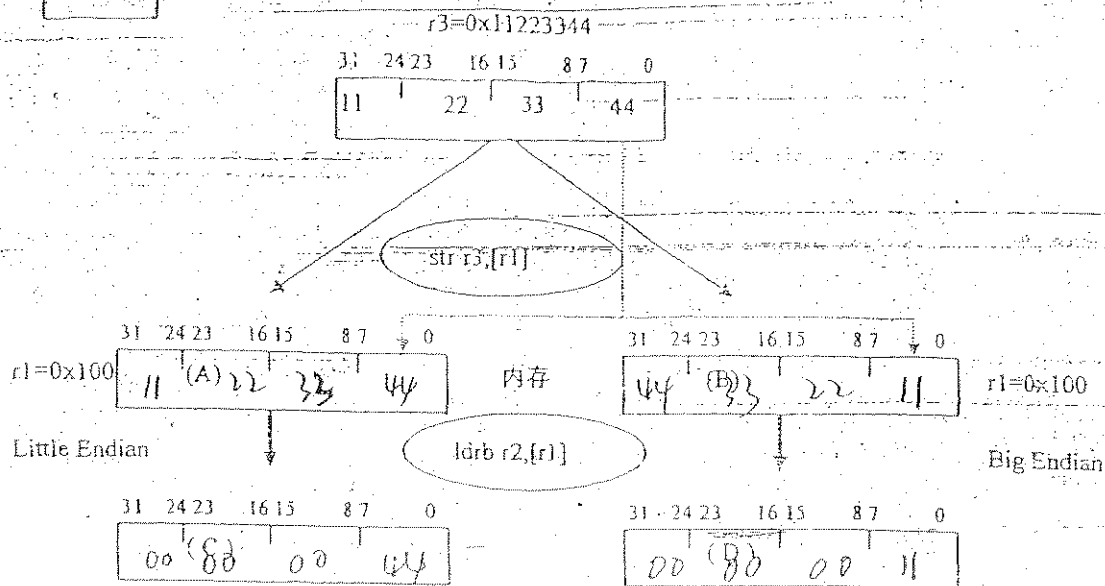 r3=0x11223344
31 24 23 16 15 8 7 0
11 22 33 44
str r3,[r1]
31 24 23 16 15 8 7 0
31 24 23 16 15 8 7 0
r1=0x100 11 (A) 22 33 44 内存 44 (B) 33 22 11 r1=0x100
Little Endian ldrb r2,[r1] Big Endian
31 24 23 16 15 8 7 0
31 24 23 16 15 8 7 0
00 00 44
00 00 11